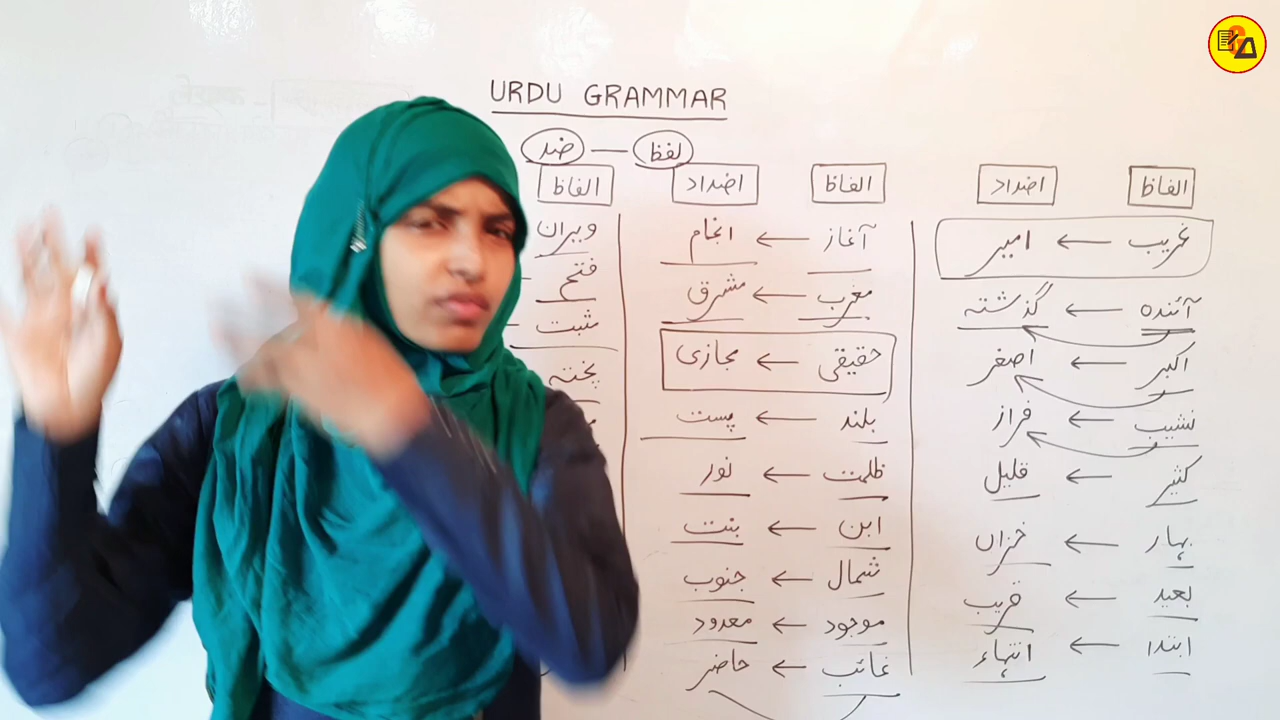 URDU GRAMMAR
لفظ — ضد
الفاظ اضداد الفاظ اضداد الفاظ
غریب ← امیر آغاز ← انجام ویران
آئندہ ← گذشتہ مغرب ← مشرق فتح
اکبر ← اصغر حقیقی ← مجازی مثبت
نشیب ← فراز بلند ← پست پختہ
کثیر ← قلیل ظلمت ← نور
بہار ← خزاں ابن ← بنت
بعید ← قریب شمال ← جنوب
ابتدا ← انتہاء موجود ← معدود
غائب ← حاضر